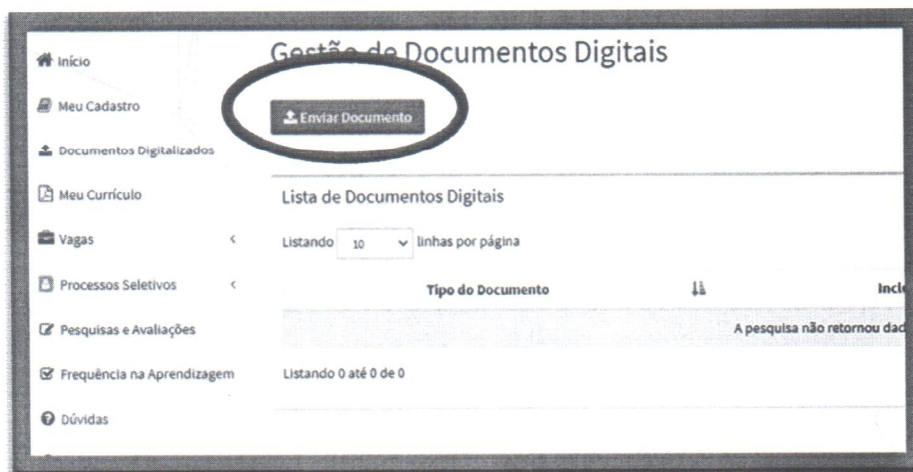 Início
Meu Cadastro
Documentos Digitalizados
Meu Currículo
Vagas
Processos Seletivos
Pesquisas e Avaliações
Frequência na Aprendizagem
Dúvidas
Gestão de Documentos Digitais
Enviar Documento
Lista de Documentos Digitais
Listando 10 linhas por página
Tipo do Documento
A pesquisa não retornou
Listando 0 até 0 de 0